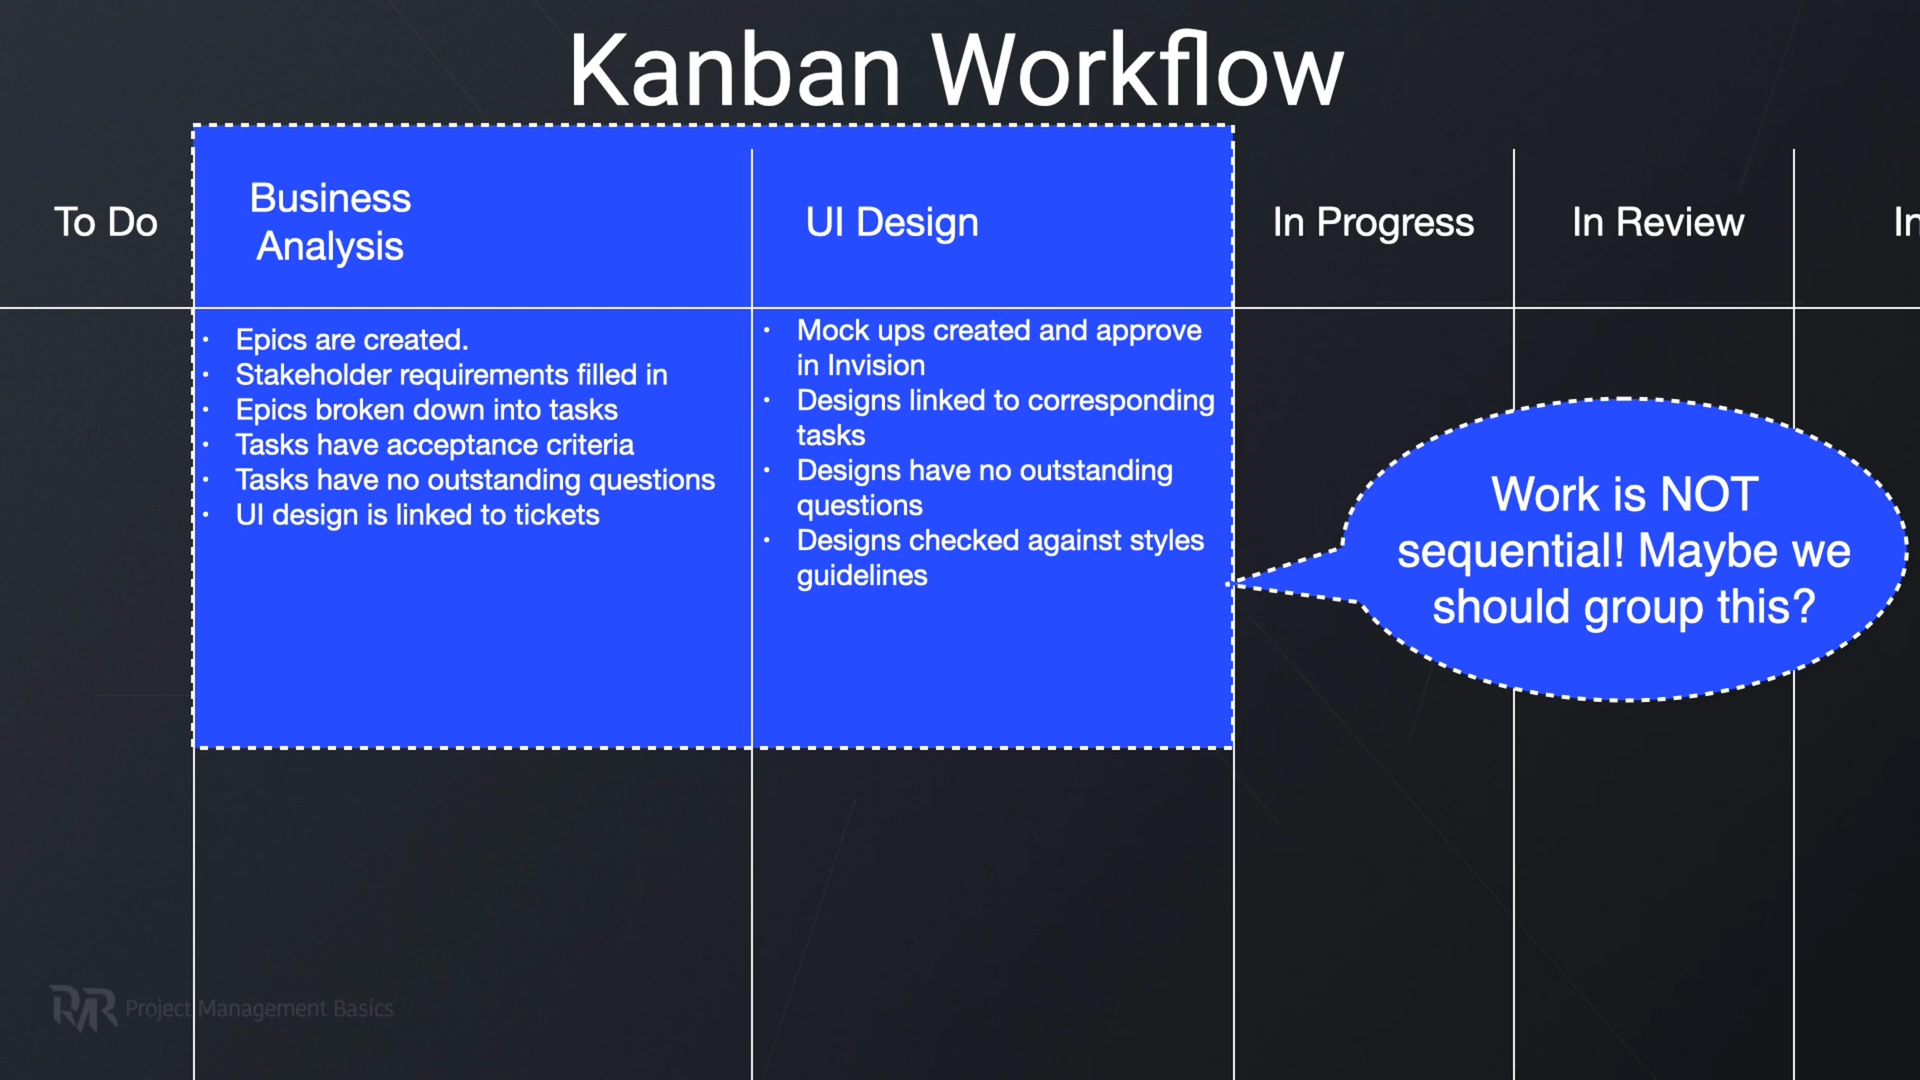 Kanban Workflow
To Do
Business
Analysis
UI Design
In Progress
In Review
In
• Epics are created.
• Stakeholder requirements filled in
• Epics broken down into tasks
• Tasks have acceptance criteria
• Tasks have no outstanding questions
• UI design is linked to tickets
• Mock ups created and approve
in Invision
• Designs linked to corresponding
tasks
• Designs have no outstanding
questions
• Designs checked against styles
guidelines
Work is NOT
sequential! Maybe we
should group this?
Project Management Basics